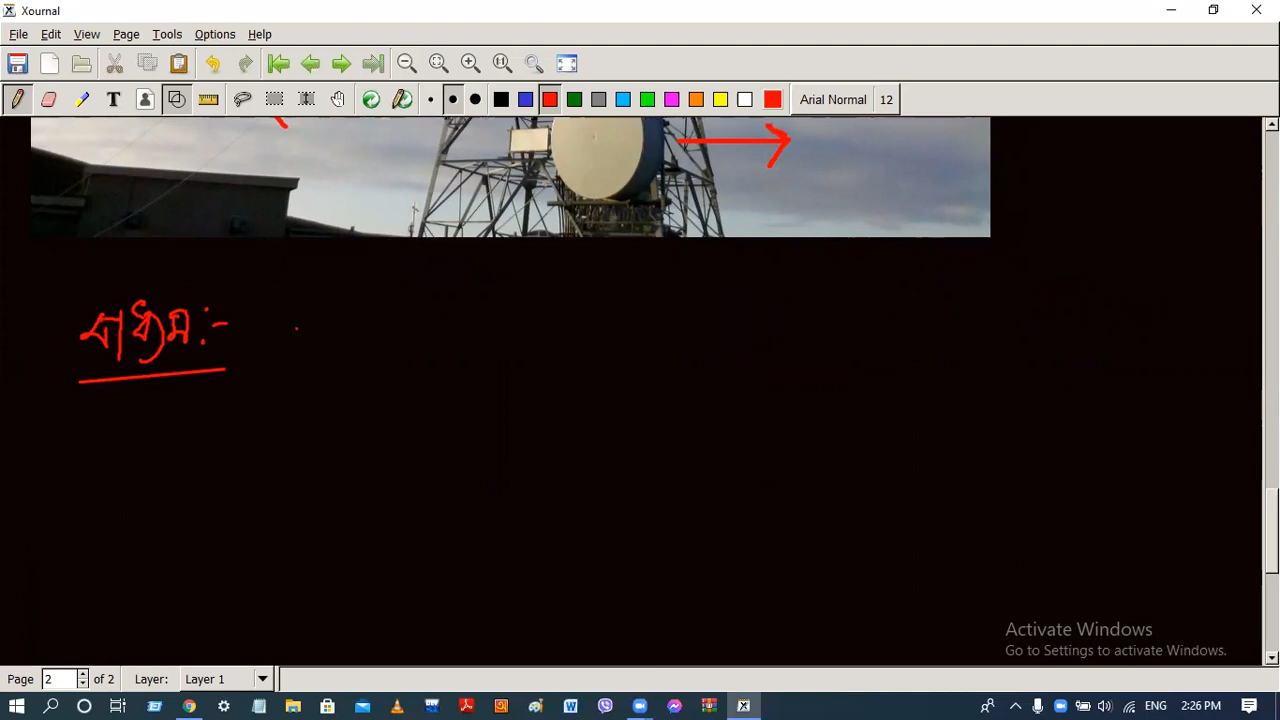 Xournal
File Edit View Page Tools Options Help
Arial Normal 12
মাধ্যম :-
Activate Windows
Go to Settings to activate Windows.
Page 2 of 2 Layer: Layer 1
ENG 2:26 PM